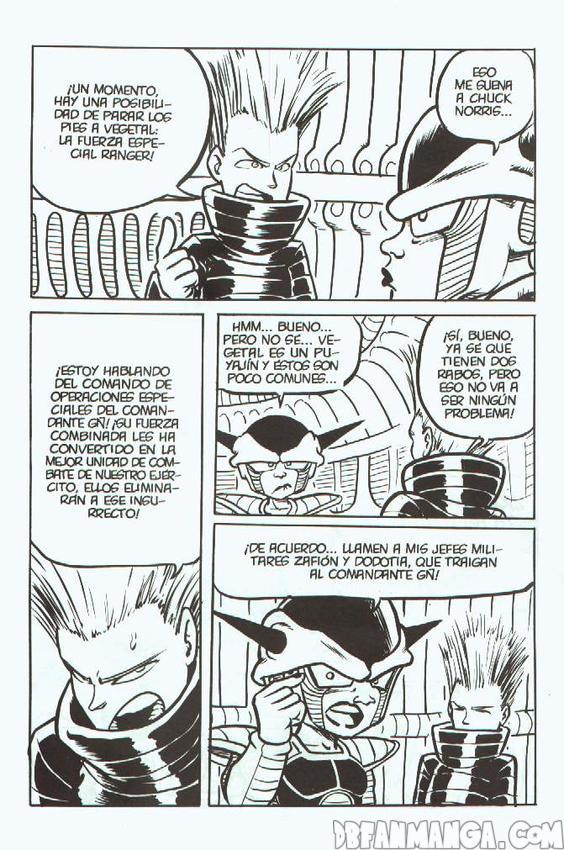 ¡UN MOMENTO,
HAY UNA POSIBILI-
DAD DE PARAR LOS
PIES A VEGETAL:
LA FUERZA ESPE-
CIAL RANGER!
ESO
ME SUENA
A CHUCK
NORRIS...
¡ESTOY HABLANDO
DEL COMANDO DE
OPERACIONES ESPE-
CIALES DEL COMAN-
DANTE GÑ! ¡SU FUERZA
COMBINADA LES HA
CONVERTIDO EN LA
MEJOR UNIDAD DE COM-
BATE DE NUESTRO EJÉR-
CITO, ELLOS ELIMINA-
RÁN A ESE INSU-
RRECTO!
HMM... BUENO...
PERO NO SÉ... VE-
GETAL ES UN PU-
YAJÍN Y ÉSTOS SON
POCO COMUNES...
¡SÍ, BUENO,
YA SÉ QUE
TIENEN DOS
RABOS, PERO
ESO NO VA A
SER NINGÚN
PROBLEMA!
¡DE ACUERDO... LLAMEN A MIS JEFES MILI-
TARES ZAFIÓN Y DODOTIA, QUE TRAIGAN
AL COMANDANTE GÑ!
DBFANMANGA.COM